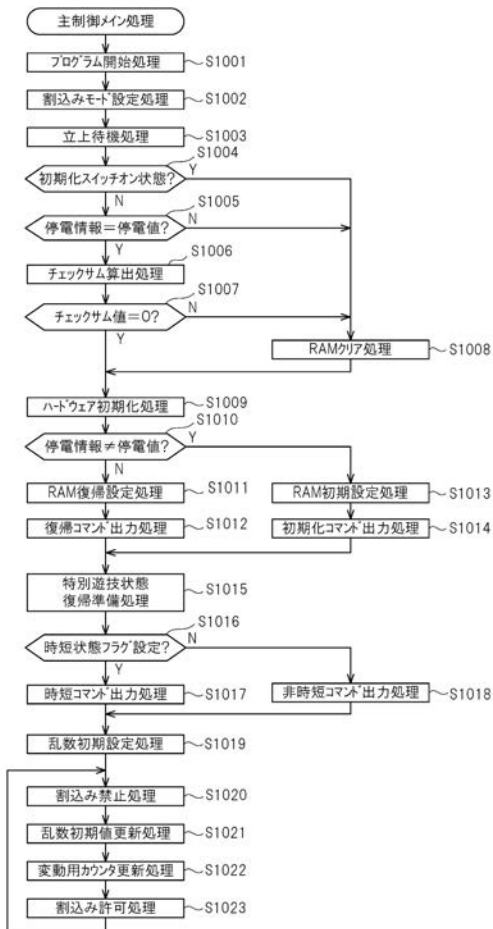 主制御メイン処理
プログラム開始処理 S1001
割込みモード設定処理 S1002
立上待機処理 S1003
S1004
初期化スイッチオン状態? Y
N
S1005
停電情報=停電値? N
Y
S1006
チェックサム算出処理
S1007
チェックサム値=0? N
Y
RAMクリア処理 S1008
ハードウェア初期化処理 S1009
S1010
停電情報≠停電値? Y
N
RAM復帰設定処理 S1011 RAM初期設定処理 S1013
復帰コマンド出力処理 S1012 初期化コマンド出力処理 S1014
特別遊技状態
復帰準備処理 S1015
S1016
時短状態フラグ設定? N
Y
時短コマンド出力処理 S1017 非時短コマンド出力処理 S1018
乱数初期設定処理 S1019
割込み禁止処理 S1020
乱数初期値更新処理 S1021
変動用カウンタ更新処理 S1022
割込み許可処理 S1023